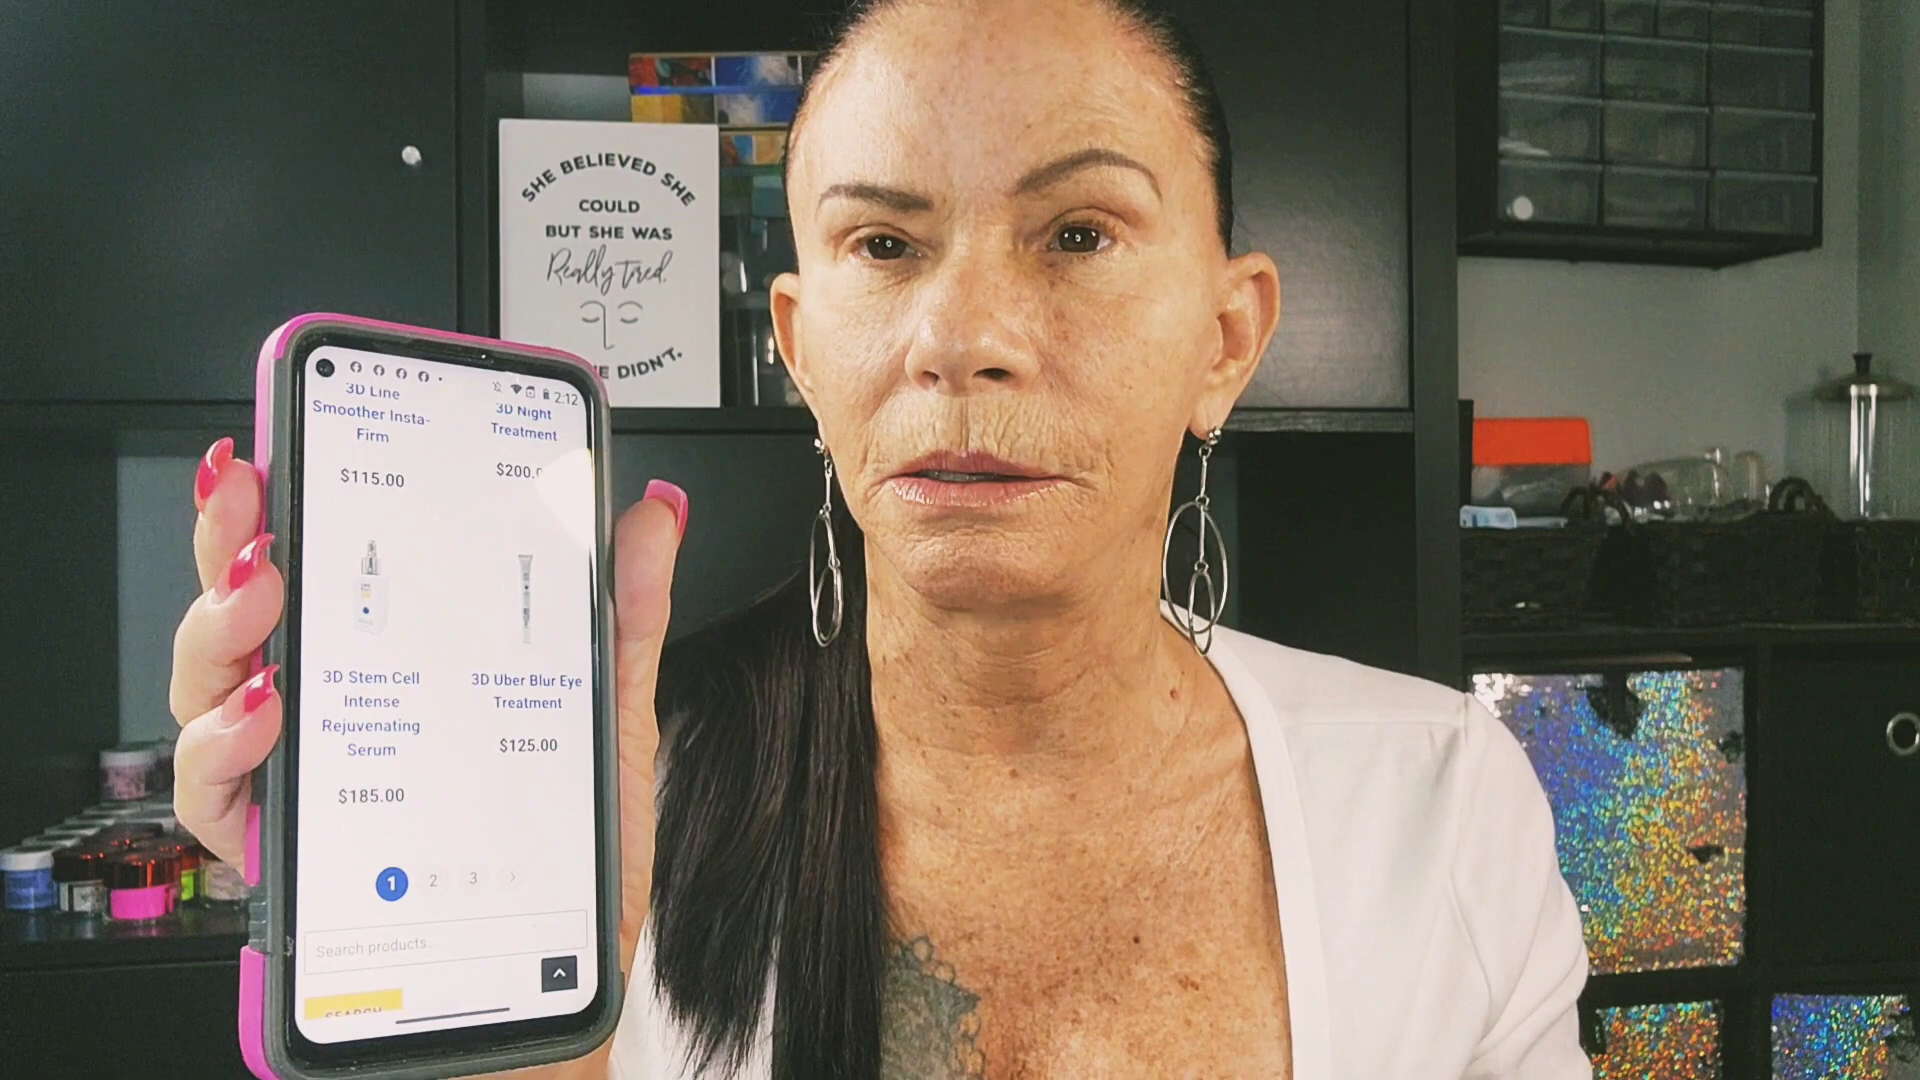 SHE BELIEVED SHE
COULD
BUT SHE WAS
Really tired.
DIDN'T.
2:12
3D Line
Smoother Insta-
Firm
$115.00
3D Night
Treatment
$200.
3D Stem Cell
Intense
Rejuvenating
Serum
$185.00
3D Uber Blur Eye
Treatment
$125.00
1 2 3 >
Search products...
SEARCH